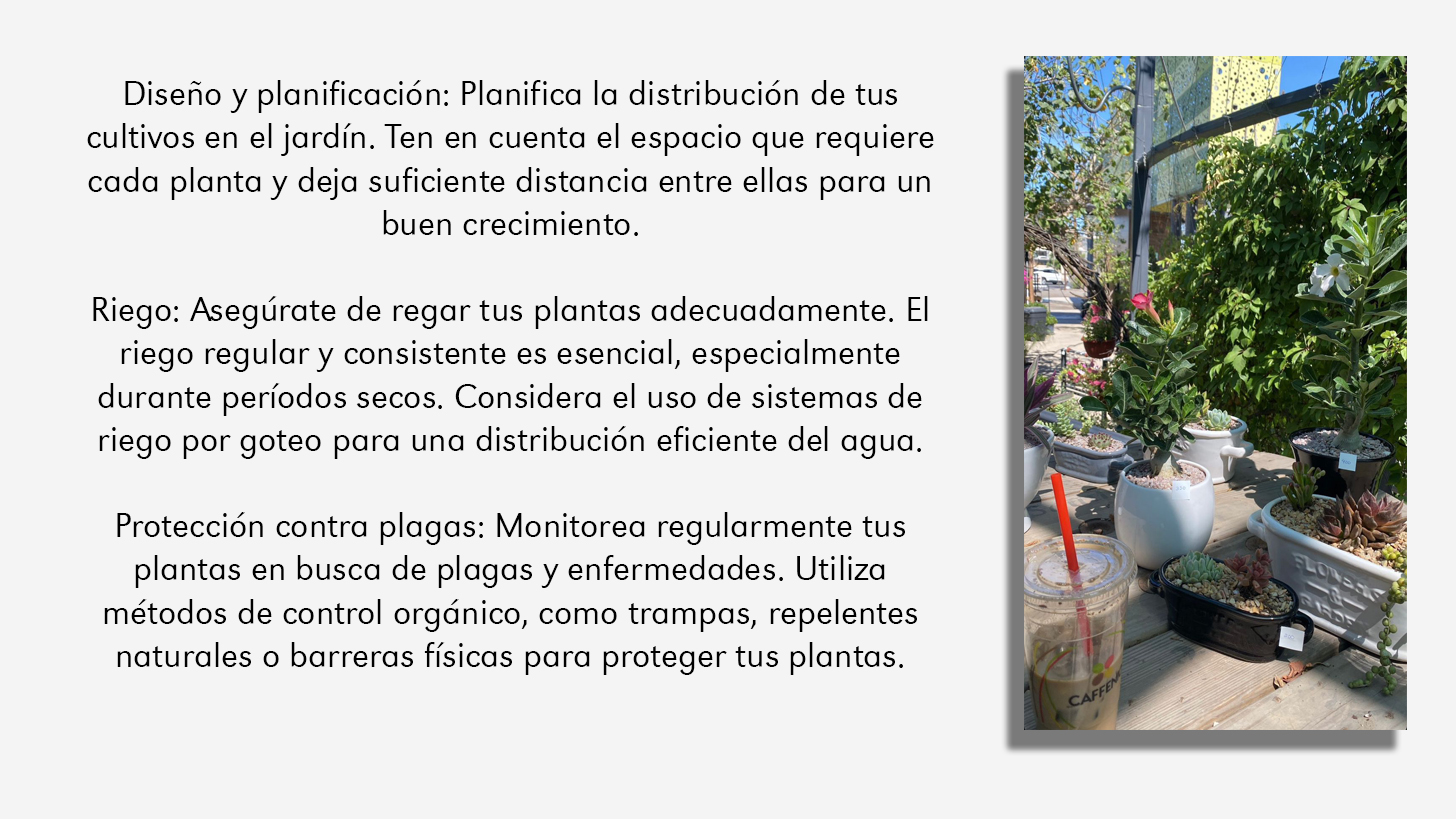 Diseño y planificación: Planifica la distribución de tus
cultivos en el jardín. Ten en cuenta el espacio que requiere
cada planta y deja suficiente distancia entre ellas para un
buen crecimiento.
Riego: Asegúrate de regar tus plantas adecuadamente. El
riego regular y consistente es esencial, especialmente
durante períodos secos. Considera el uso de sistemas de
riego por goteo para una distribución eficiente del agua.
Protección contra plagas: Monitorea regularmente tus
plantas en busca de plagas y enfermedades. Utiliza
métodos de control orgánico, como trampas, repelentes
naturales o barreras físicas para proteger tus plantas.